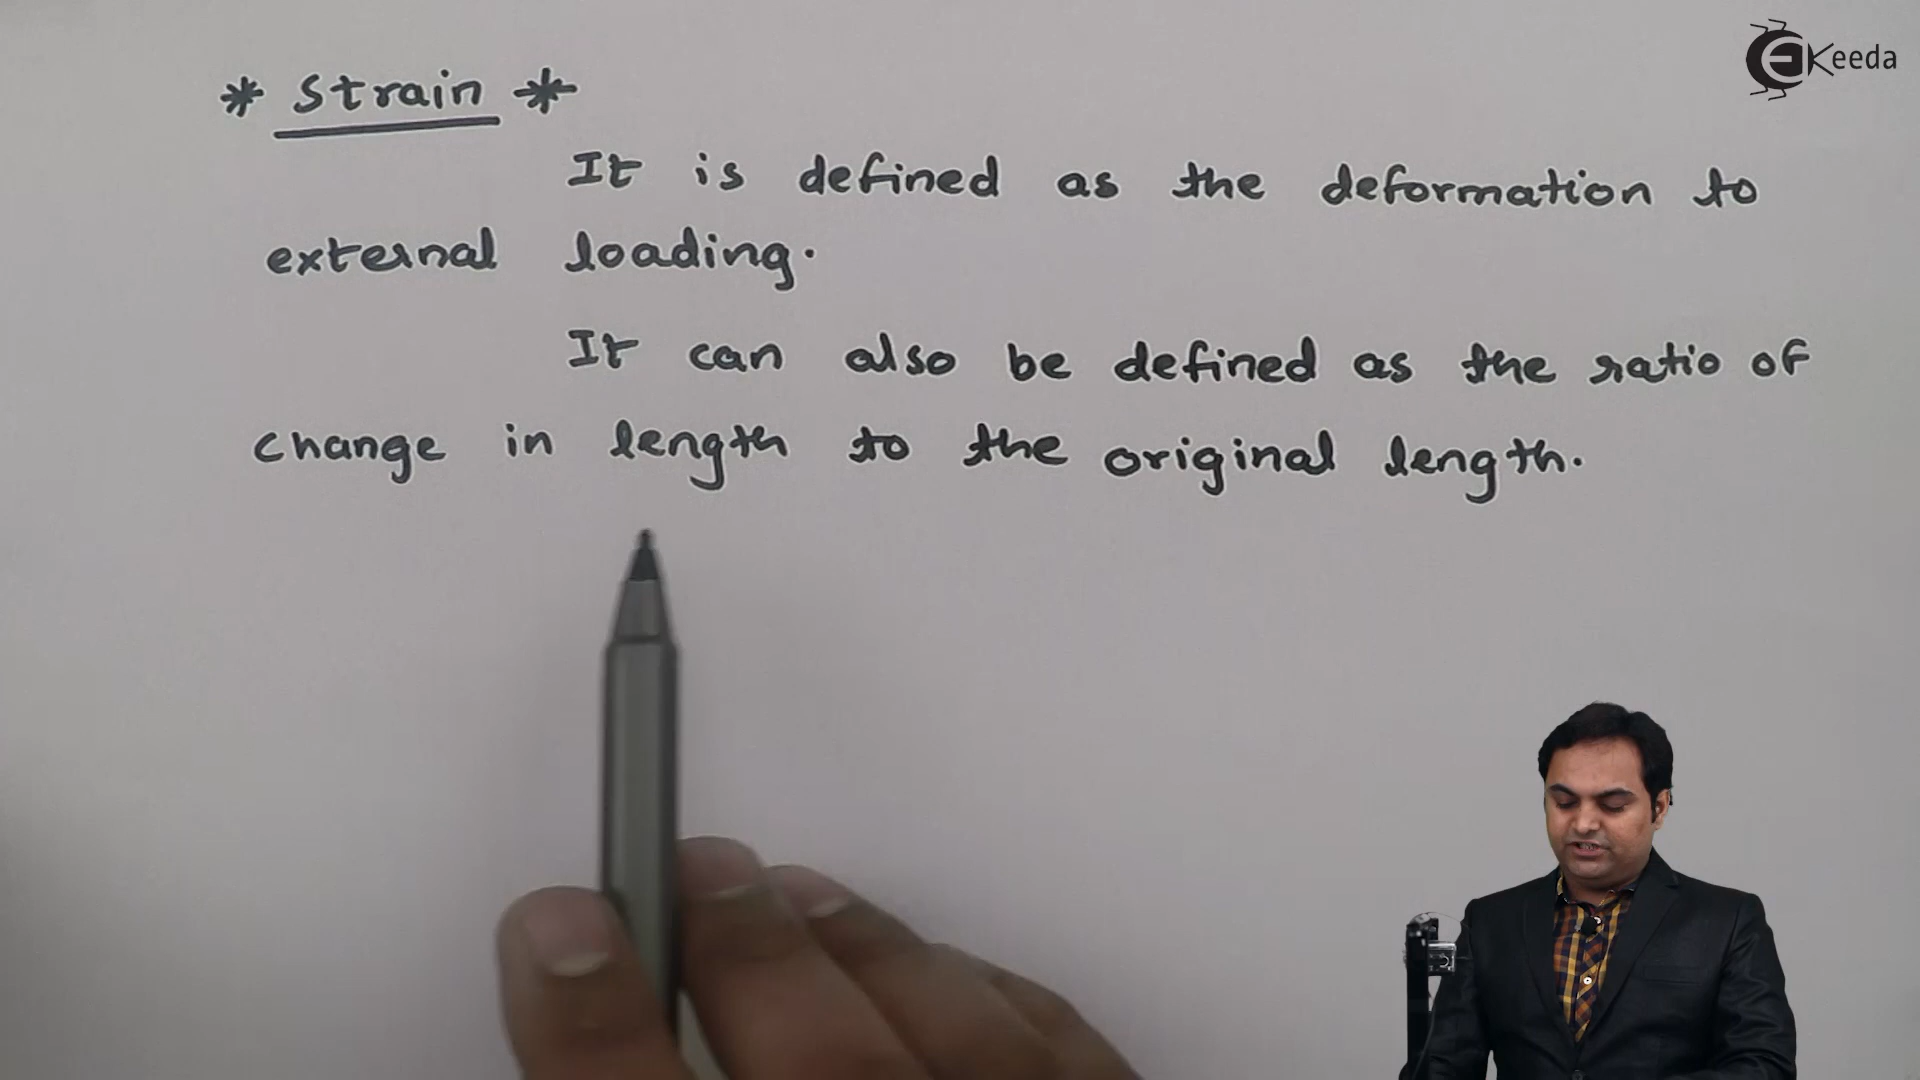 * Strain *
It is defined as the deformation to
external loading.
It can also be defined as the ratio of
change in length to the original length.
Keeda